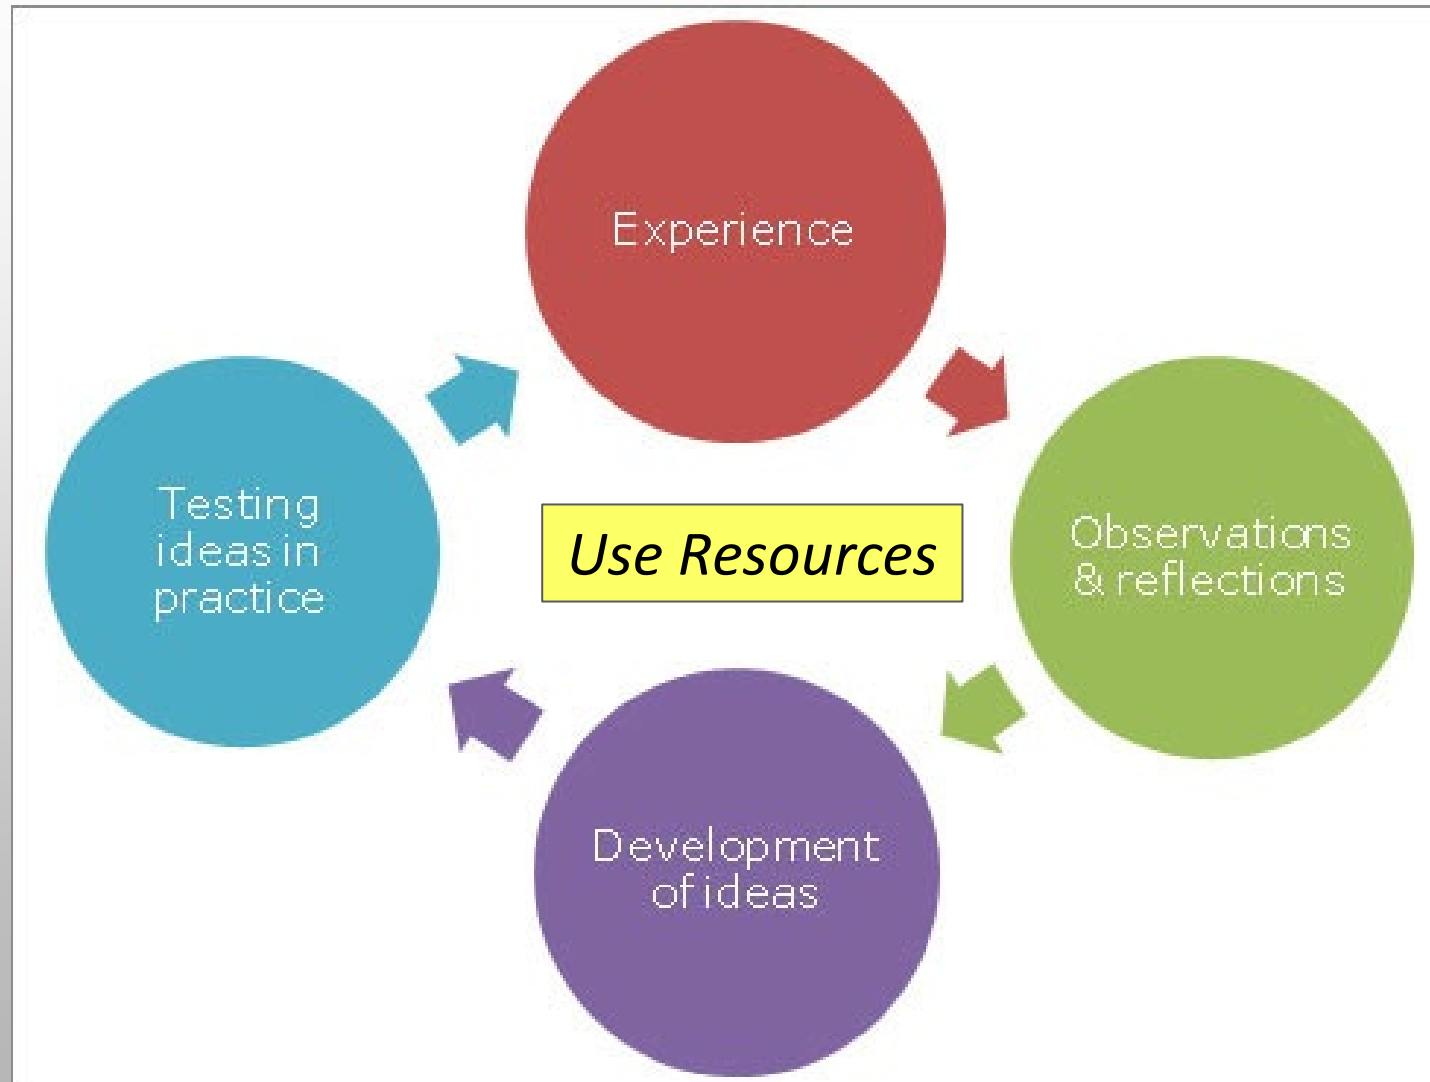 Experience
Testing
ideas in
practice
Use Resources
Observations
& reflections
Development
of ideas